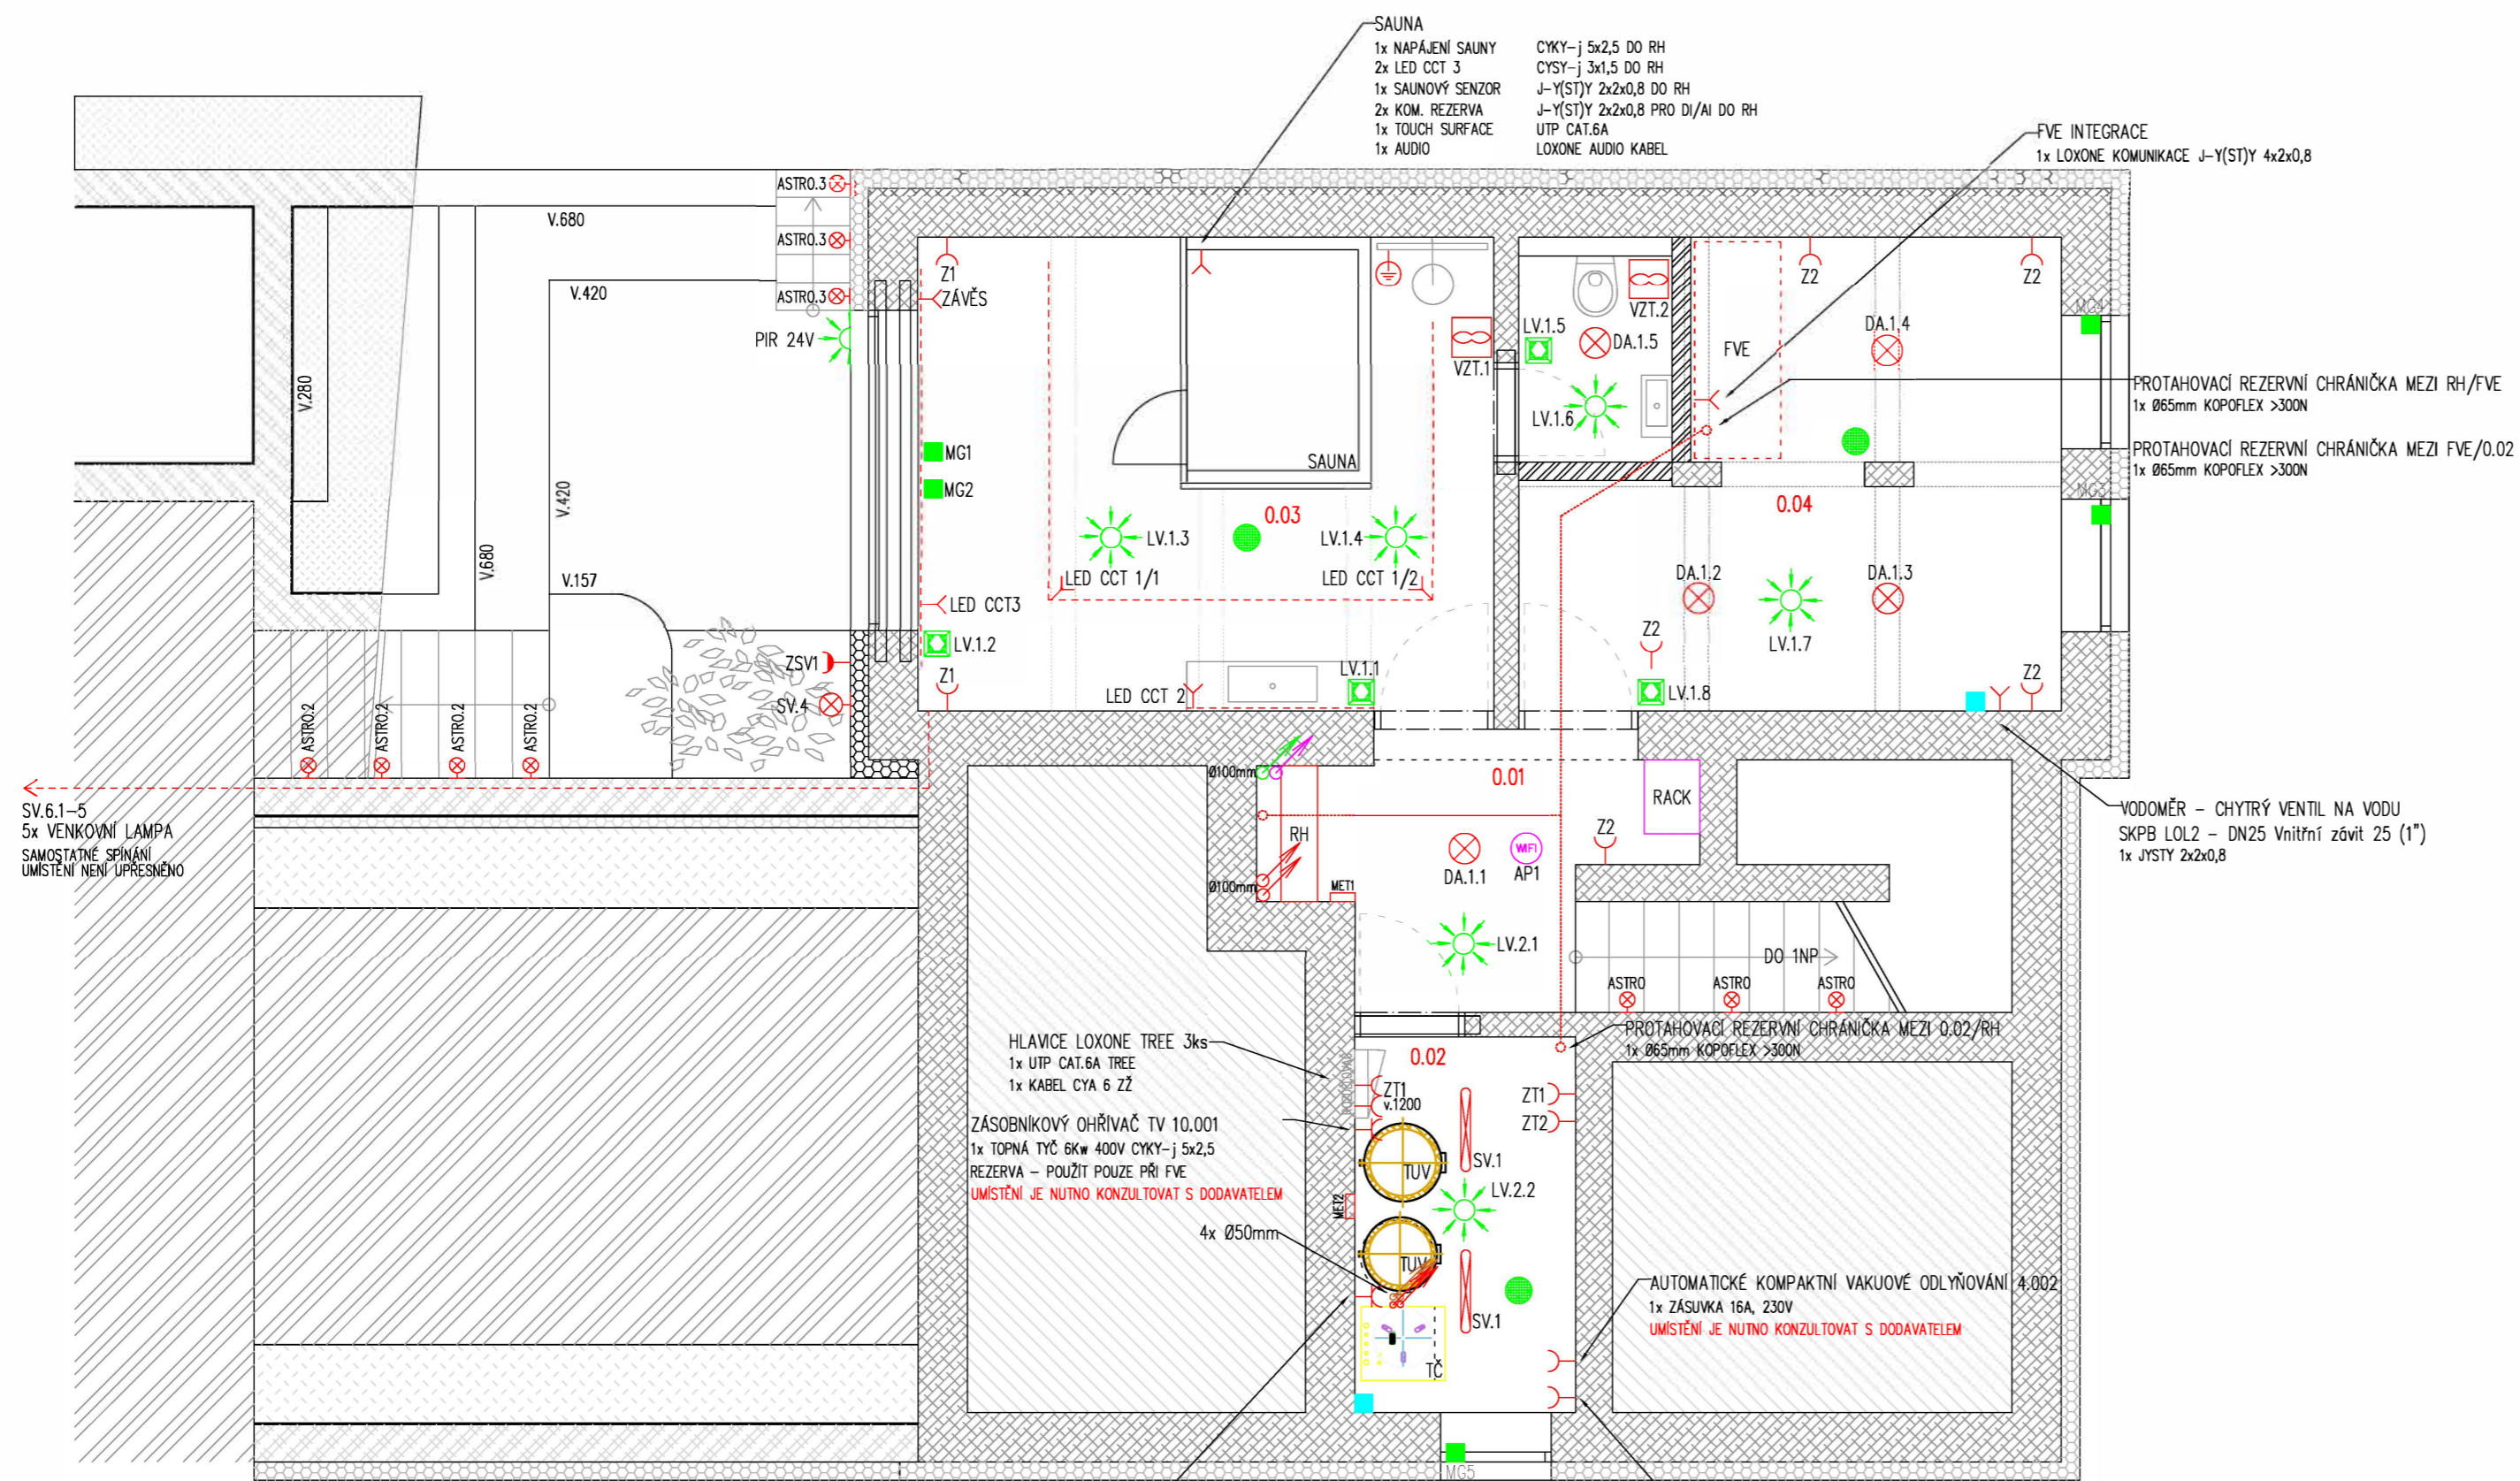 SAUNA
1x NAPÁJENÍ SAUNY CYKY-j 5x2,5 DO RH
2x LED CCT 3 CYSY-j 3x1,5 DO RH
1x SAUNOVÝ SENZOR J-Y(ST)Y 2x2x0,8 DO RH
2x KOM. REZERVA J-Y(ST)Y 2x2x0,8 PRO DI/AI DO RH
1x TOUCH SURFACE UTP CAT.6A
1x AUDIO LOXONE AUDIO KABEL
FVE INTEGRACE
1x LOXONE KOMUNIKACE J-Y(ST)Y 4x2x0,8
ASTRO.3
V.680
ASTRO.3
Z1
Z2
Z2
V.420
ASTRO.3
ZÁVĚS
VZT.2
MG4
PIR 24V
LV.1.5
DA.1.5
DA.1.4
FVE
VZT.1
V.280
PROTAHOVACÍ REZERVNÍ CHRÁNIČKA MEZI RH/FVE
1x Ø65mm KOPOFLEX >300N
LV.1.6
MG1
SAUNA
PROTAHOVACÍ REZERVNÍ CHRÁNIČKA MEZI FVE/0.02
1x Ø65mm KOPOFLEX >300N
MG2
MG3
V.420
0.03
0.04
LV.1.3
LV.1.4
V.680
V.157
LED CCT 1/1
LED CCT 1/2
DA.1.2
DA.1.3
LED CCT3
LV.1.2
Z2
LV.1.7
ZSV1
Z1
LV.1.1
LED CCT 2
LV.1.8
Z2
SV.4
ASTRO.2
ASTRO.2
ASTRO.2
ASTRO.2
Ø100mm
0.01
RACK
SV.6.1-5
5x VENKOVNÍ LAMPA
SAMOSTATNÉ SPÍNÁNÍ
UMÍSTĚNÍ NENÍ UPŘESNĚNO
VODOMĚR - CHYTRÝ VENTIL NA VODU
SKPB LOL2 - DN25 Vnitřní závit 25 (1")
1x JYSTY 2x2x0,8
RH
Z2
WIFI
DA.1.1
AP1
Ø100mm
MET1
LV.2.1
DO 1NP
ASTRO
ASTRO
ASTRO
HLAVICE LOXONE TREE 3ks
1x UTP CAT.6A TREE
1x KABEL CYA 6 ZŽ
PROTAHOVACÍ REZERVNÍ CHRÁNIČKA MEZI 0.02/RH
1x Ø65mm KOPOFLEX >300N
0.02
ZT1
v.1200
ZT1
ZT2
ZÁSOBNÍKOVÝ OHŘÍVAČ TV 10.001
1x TOPNÁ TYČ 6Kw 400V CYKY-j 5x2,5
REZERVA - POUŽÍT POUZE PŘI FVE
UMÍSTĚNÍ JE NUTNO KONZULTOVAT S DODAVATELEM
TUV
SV.1
LV.2.2
MET2
4x Ø50mm
TUV
SV.1
TČ
AUTOMATICKÉ KOMPAKTNÍ VAKUOVÉ ODLYŇOVÁNÍ 4.002
1x ZÁSUVKA 16A, 230V
UMÍSTĚNÍ JE NUTNO KONZULTOVAT S DODAVATELEM
MG5